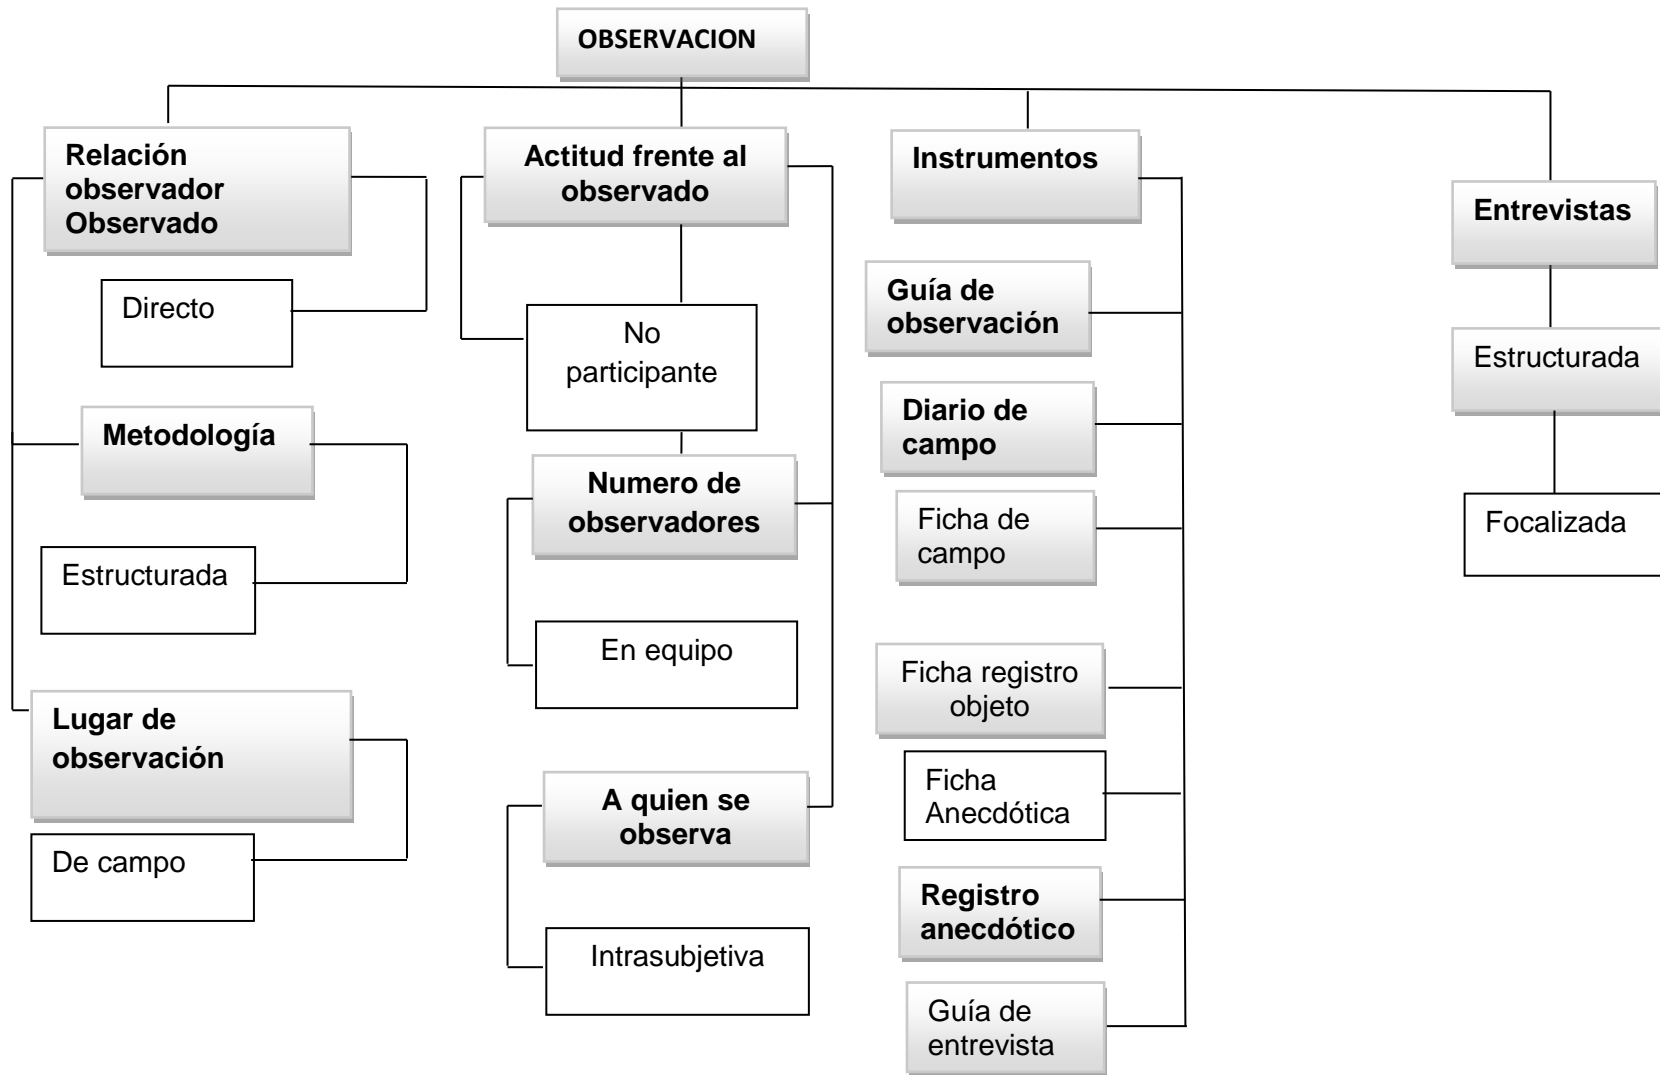 OBSERVACION
Relación
observador
Observado
Directo
Metodología
Estructurada
Lugar de
observación
De campo
Actitud frente al
observado
No
participante
Numero de
observadores
En equipo
A quien se
observa
Intrasubjetiva
Instrumentos
Guía de
observación
Diario de
campo
Ficha de
campo
Ficha registro
objeto
Ficha
Anecdótica
Registro
anecdótico
Guía de
entrevista
Entrevistas
Estructurada
Focalizada